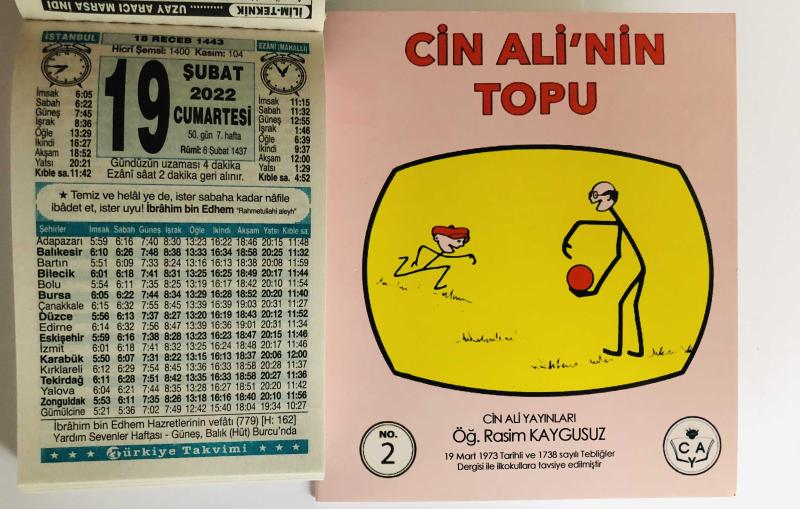 İLİM-TEKNİK ......... UZAY ARACI MARSA İNDİ
İSTANBUL
18 RECEB 1443
Hicrî Şemsî: 1400 Kasım: 104
EZÂNÎ (MAHALLÎ)
19
ŞUBAT
2022
CUMARTESİ
50. gün 7. hafta
Rûmî: 6 Şubat 1437
İmsak 6:05
Sabah 6:22
Güneş 7:45
İşrak 8:36
Öğle 13:29
İkindi 16:27
Akşam 18:52
Yatsı 20:21
Kıble sa. 11:42
İmsak 11:15
Sabah 11:32
Güneş 12:55
İşrak 1:46
Öğle 6:39
İkindi 9:37
Akşam 12:00
Yatsı 1:29
Kıble sa. 4:52
Gündüzün uzaması 4 dakika
Ezânî sâat 2 dakika geri alınır.
★ Temiz ve helâl ye de, ister sabaha kadar nâfile
ibâdet et, ister uyu! İbrâhim bin Edhem "Rahmetullahi aleyh"
Şehirler İmsak Sabah Güneş İşrak Öğle İkindi Akşam Yatsı Kıble sa.
Adapazarı 5:59 6:16 7:40 8:30 13:23 16:22 18:46 20:15 11:48
Balıkesir 6:10 6:26 7:48 8:38 13:33 16:34 18:58 20:25 11:32
Bartın 5:51 6:09 7:33 8:24 13:16 16:13 18:38 20:08 11:59
Bilecik 6:01 6:18 7:41 8:31 13:25 16:25 18:49 20:17 11:44
Bolu 5:54 6:11 7:35 8:25 13:19 16:17 18:42 20:10 11:54
Bursa 6:05 6:22 7:44 8:34 13:29 16:28 18:52 20:20 11:40
Çanakkale 6:15 6:32 7:55 8:45 13:39 16:39 19:03 20:31 11:27
Düzce 5:56 6:13 7:37 8:27 13:20 16:19 18:43 20:12 11:52
Edirne 6:14 6:32 7:56 8:47 13:39 16:36 19:01 20:31 11:34
Eskişehir 5:59 6:16 7:38 8:28 13:23 16:23 18:47 20:15 11:46
İzmit 6:01 6:18 7:41 8:32 13:25 16:24 18:48 20:17 11:46
Karabük 5:50 6:07 7:31 8:22 13:15 16:13 18:37 20:06 12:00
Kırklareli 6:12 6:29 7:54 8:45 13:36 16:33 18:58 20:28 11:37
Tekirdağ 6:11 6:28 7:51 8:42 13:35 16:33 18:58 20:27 11:36
Yalova 6:04 6:21 7:44 8:35 13:28 16:27 18:51 20:20 11:42
Zonguldak 5:53 6:11 7:35 8:26 13:18 16:16 18:40 20:10 11:56
Gümülcine 5:21 5:36 7:02 7:49 12:42 15:40 18:04 19:34 10:27
İbrâhim bin Edhem Hazretlerinin vefâtı (779) [H: 162]
Yardım Sevenler Haftası - Güneş, Balık (Hût) Burcu'nda
Türkiye Takvimi
CİN ALİ'NİN
TOPU
NO.
2
CİN ALİ YAYINLARI
Öğ. Rasim KAYGUSUZ
19 Mart 1973 Tarihli ve 1738 sayılı Tebliğler
Dergisi ile ilkokullara tavsiye edilmiştir
C A
Y